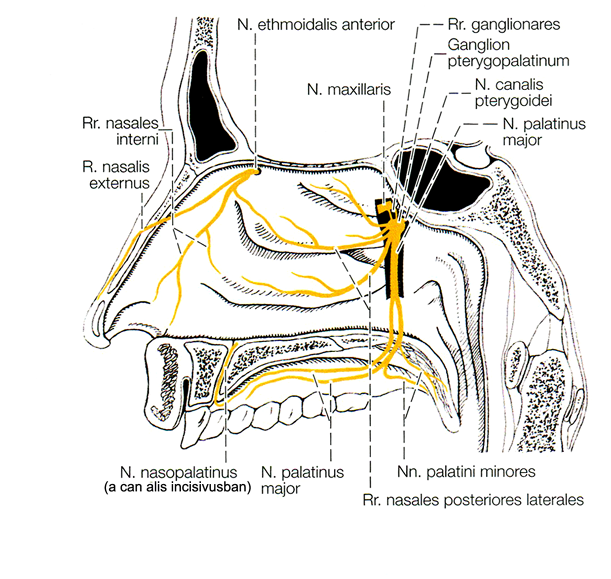 N. ethmoidalis anterior
Rr. ganglionares
Ganglion
pterygopalatinum
N. canalis
pterygoidei
N. maxillaris
Rr. nasales
interni
N. palatinus
major
R. nasalis
externus
N. nasopalatinus
(a can alis incisivusban)
N. palatinus
major
Nn. palatini minores
Rr. nasales posteriores laterales